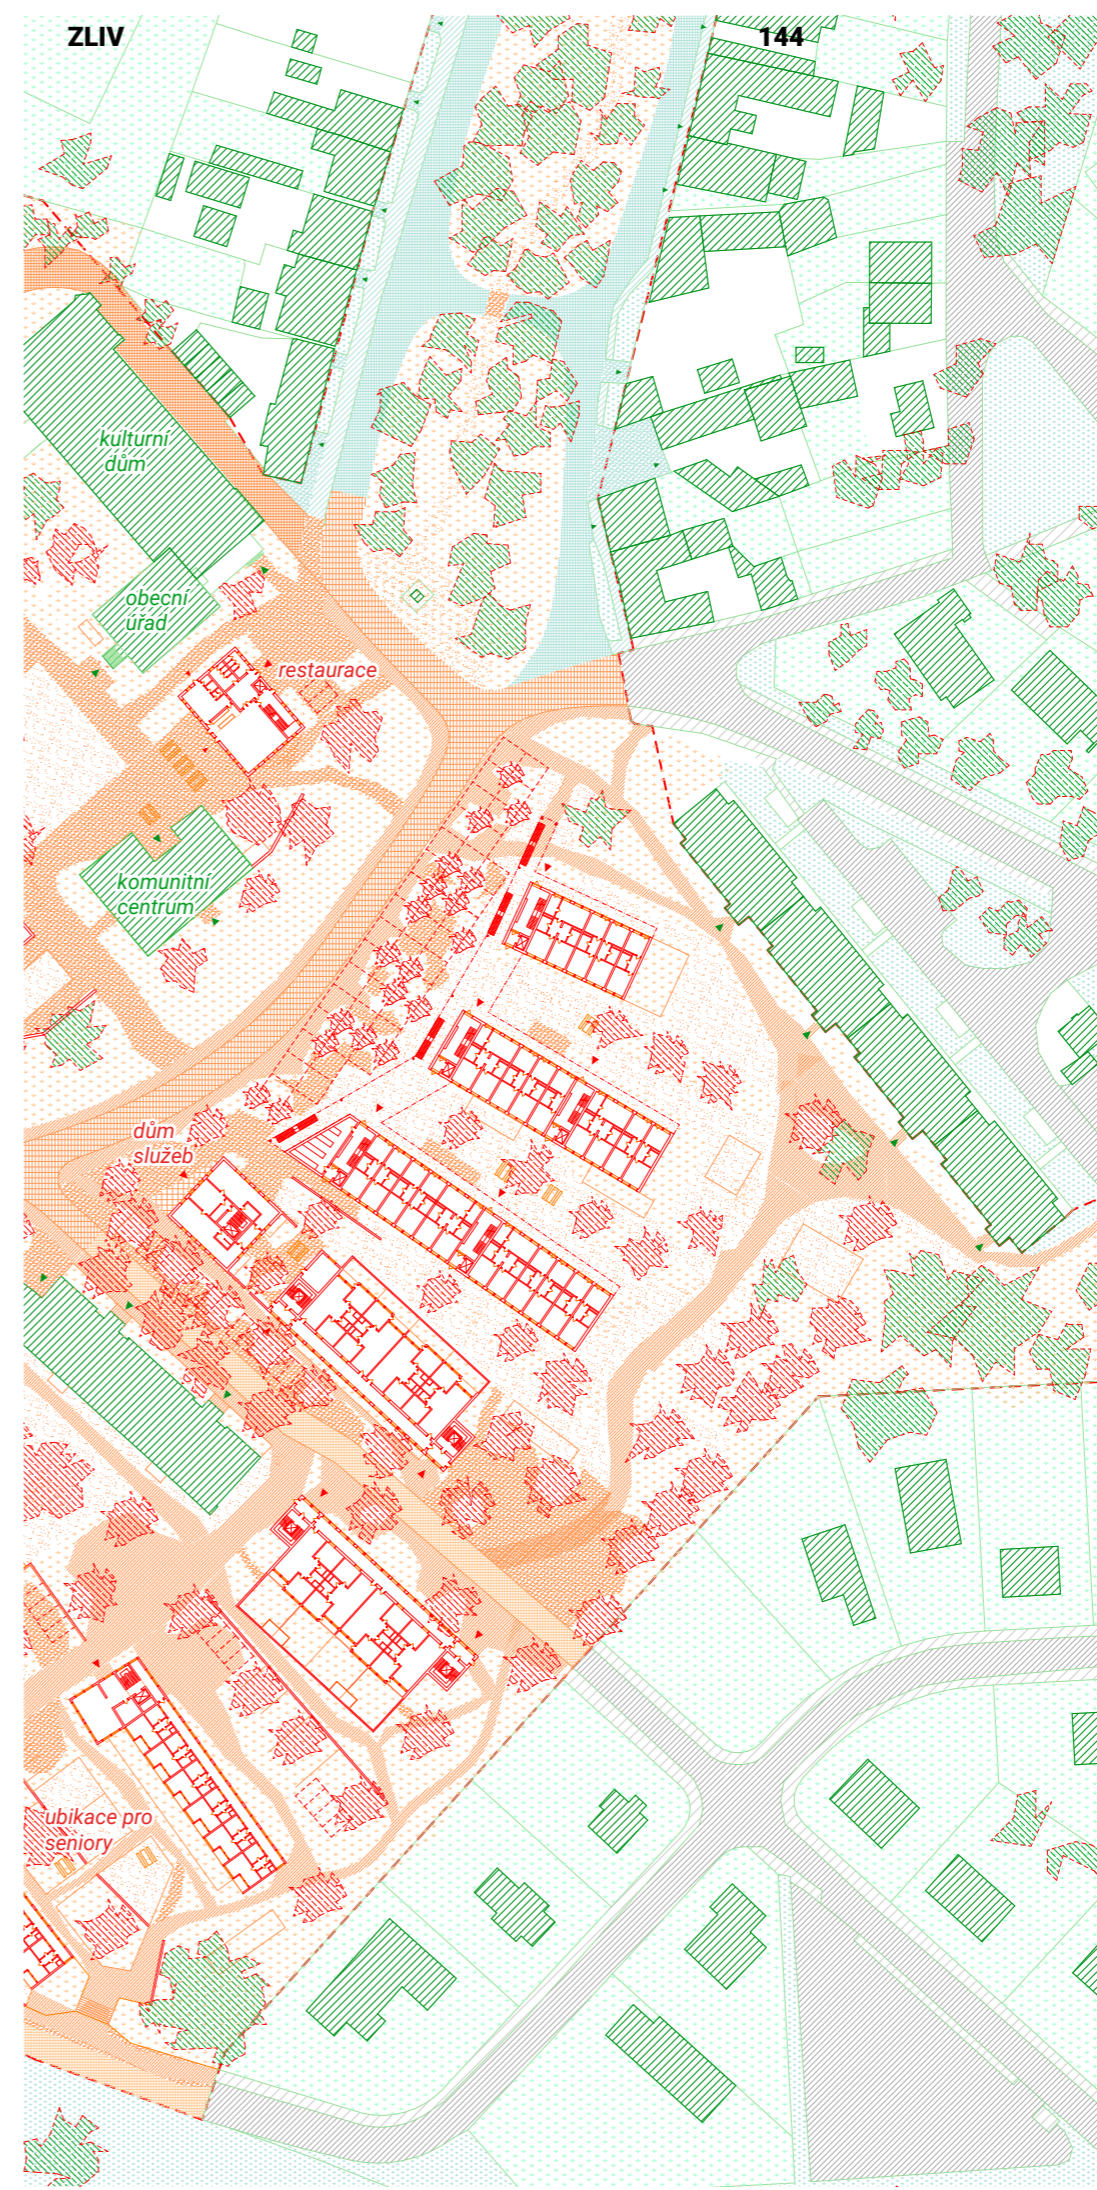 ZLIV
144
kulturní
dům
obecní
úřad
restaurace
komunitní
centrum
dům
služeb
ubikace pro
seniory